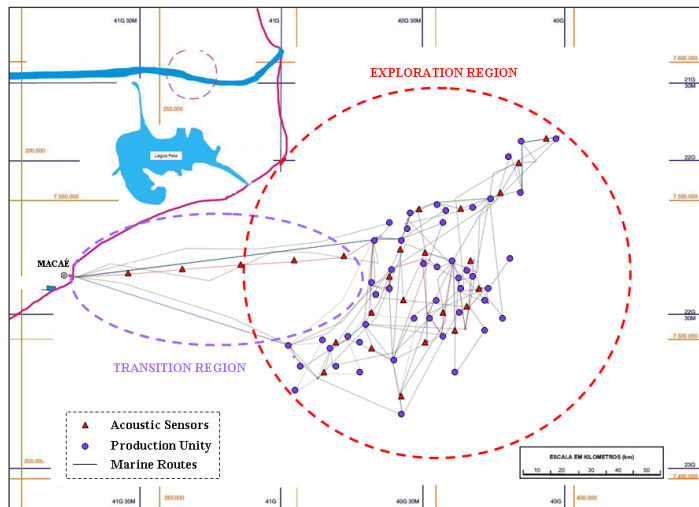 41G 30M
41G
40G 30M
40G
7.600.000
21G
30M
EXPLORATION REGION
250.000
Lagoa Feia
200.000
22G
7.550.000
7.550.000
MACAÉ
22G
30M
7.500.000
TRANSITION REGION
Acoustic Sensors
Production Unity
Marine Routes
ESCALA EM KILOMETROS (km)
10 20 30 40 50
23G
7.450.000
41G 30M
250.000
41G
40G 30M
40G
400.000